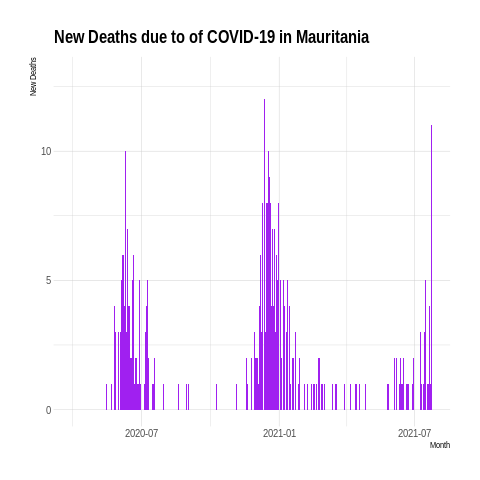 New Deaths due to of COVID-19 in Mauritania
New Deaths
10
5
0
2020-07
2021-01
2021-07
Month